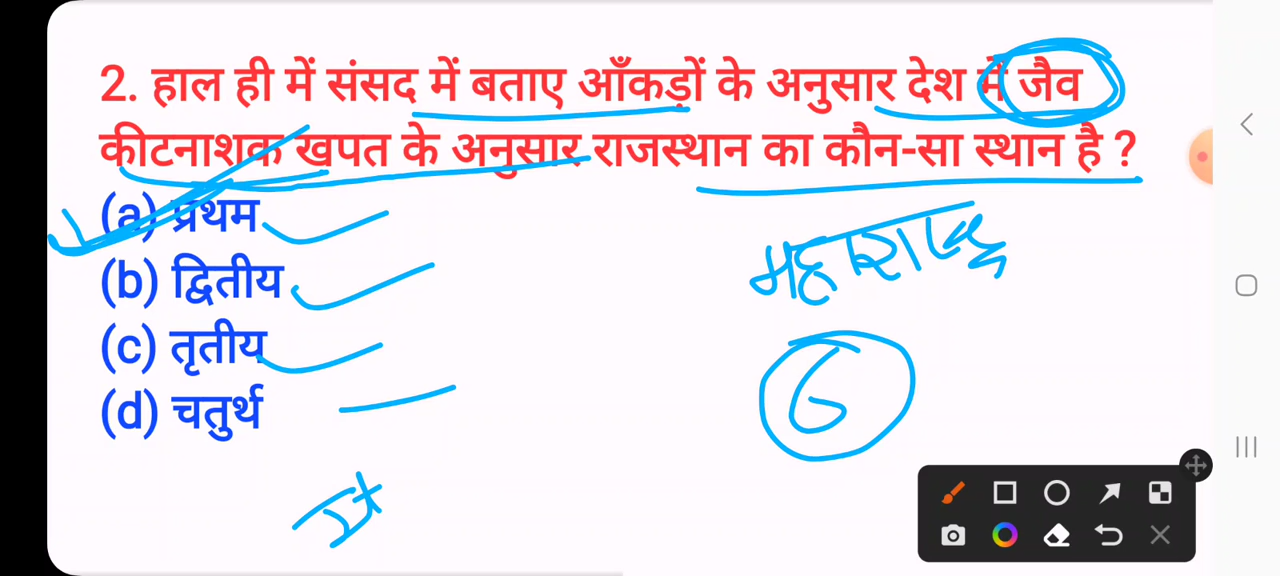 2. हाल ही में संसद में बताए आँकड़ों के अनुसार देश में जैव
कीटनाशक खपत के अनुसार राजस्थान का कौन-सा स्थान है ?
(a) प्रथम
(b) द्वितीय
(c) तृतीय
(d) चतुर्थ
महाराष्ट्र
6